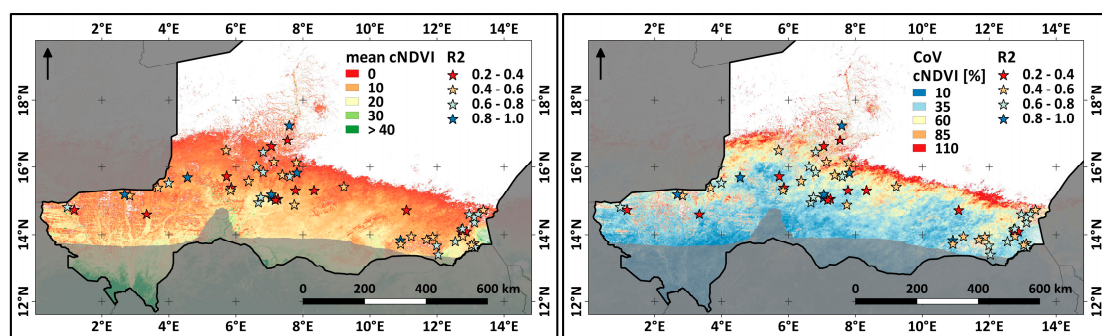 2°E 4°E 6°E 8°E 10°E 12°E 14°E
mean cNDVI R2
0 0.2 - 0.4
10 0.4 - 0.6
20 0.6 - 0.8
30 0.8 - 1.0
> 40
18°N
16°N
14°N
12°N
0 200 400 600 km
2°E 4°E 6°E 8°E 10°E 12°E 14°E
2°E 4°E 6°E 8°E 10°E 12°E 14°E
CoV R2
cNDVI [%] 0.2 - 0.4
10 0.4 - 0.6
35 0.6 - 0.8
60 0.8 - 1.0
85
110
18°N 18°N
16°N 16°N
14°N 14°N
12°N 12°N
0 200 400 600 km
2°E 4°E 6°E 8°E 10°E 12°E 14°E